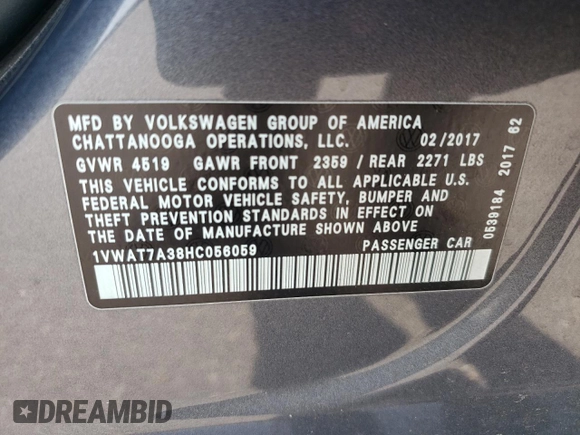 MFD BY VOLKSWAGEN GROUP OF AMERICA
CHATTANOOGA OPERATIONS, LLC. 02/2017
GVWR 4519 GAWR FRONT 2359 / REAR 2271 LBS
THIS VEHICLE CONFORMS TO ALL APPLICABLE U.S.
FEDERAL MOTOR VEHICLE SAFETY, BUMPER AND
THEFT PREVENTION STANDARDS IN EFFECT ON
THE DATE OF MANUFACTURE SHOWN ABOVE
1VWAT7A38HC056059 PASSENGER CAR
0539184 2017 62
DREAMBID